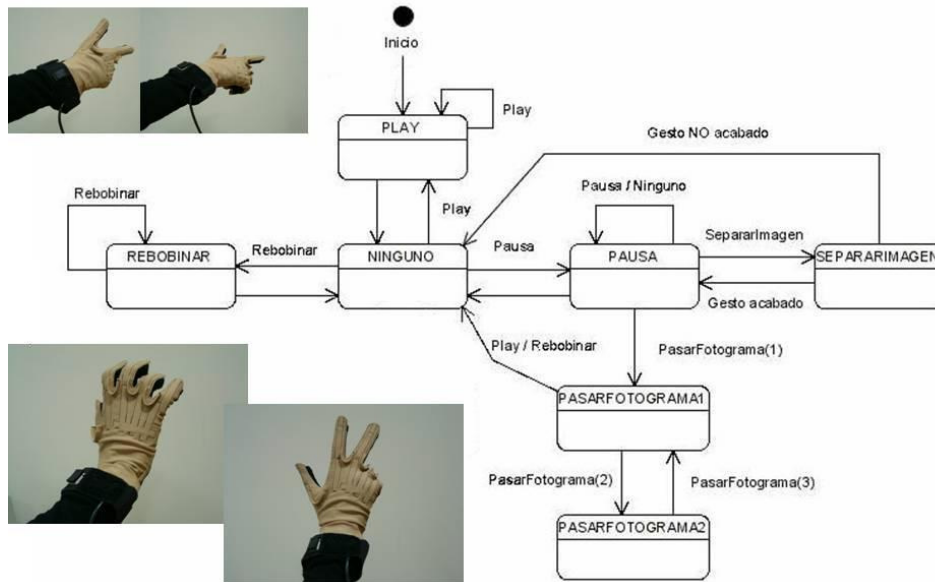 Inicio
PLAY
Play
Gesto NO acabado
Rebobinar
Play
Pausa / Ninguno
SepararImagen
REBOBINAR
Rebobinar
NINGUNO
Pausa
PAUSA
SEPARARIMAGEN
Gesto acabado
Play / Rebobinar
PasarFotograma(1)
PASARFOTOGRAMA1
PasarFotograma(2)
PasarFotograma(3)
PASARFOTOGRAMA2